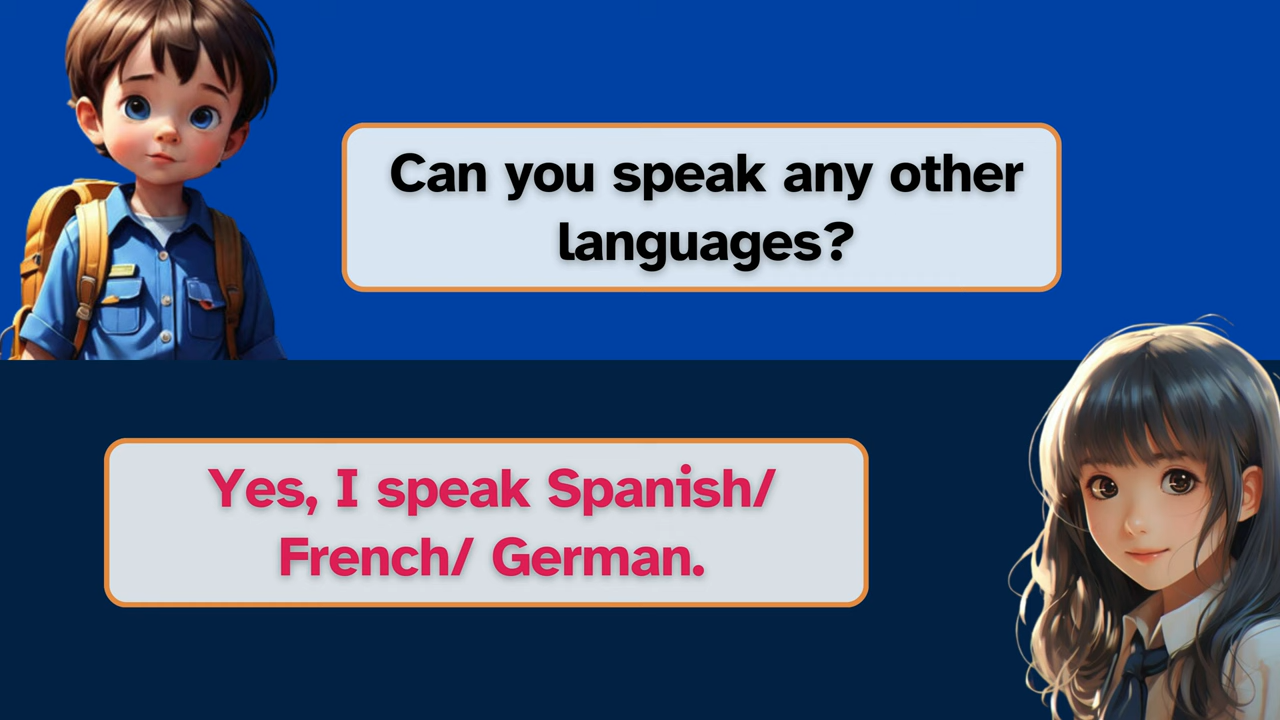 Can you speak any other
languages?
Yes, I speak Spanish/
French/ German.